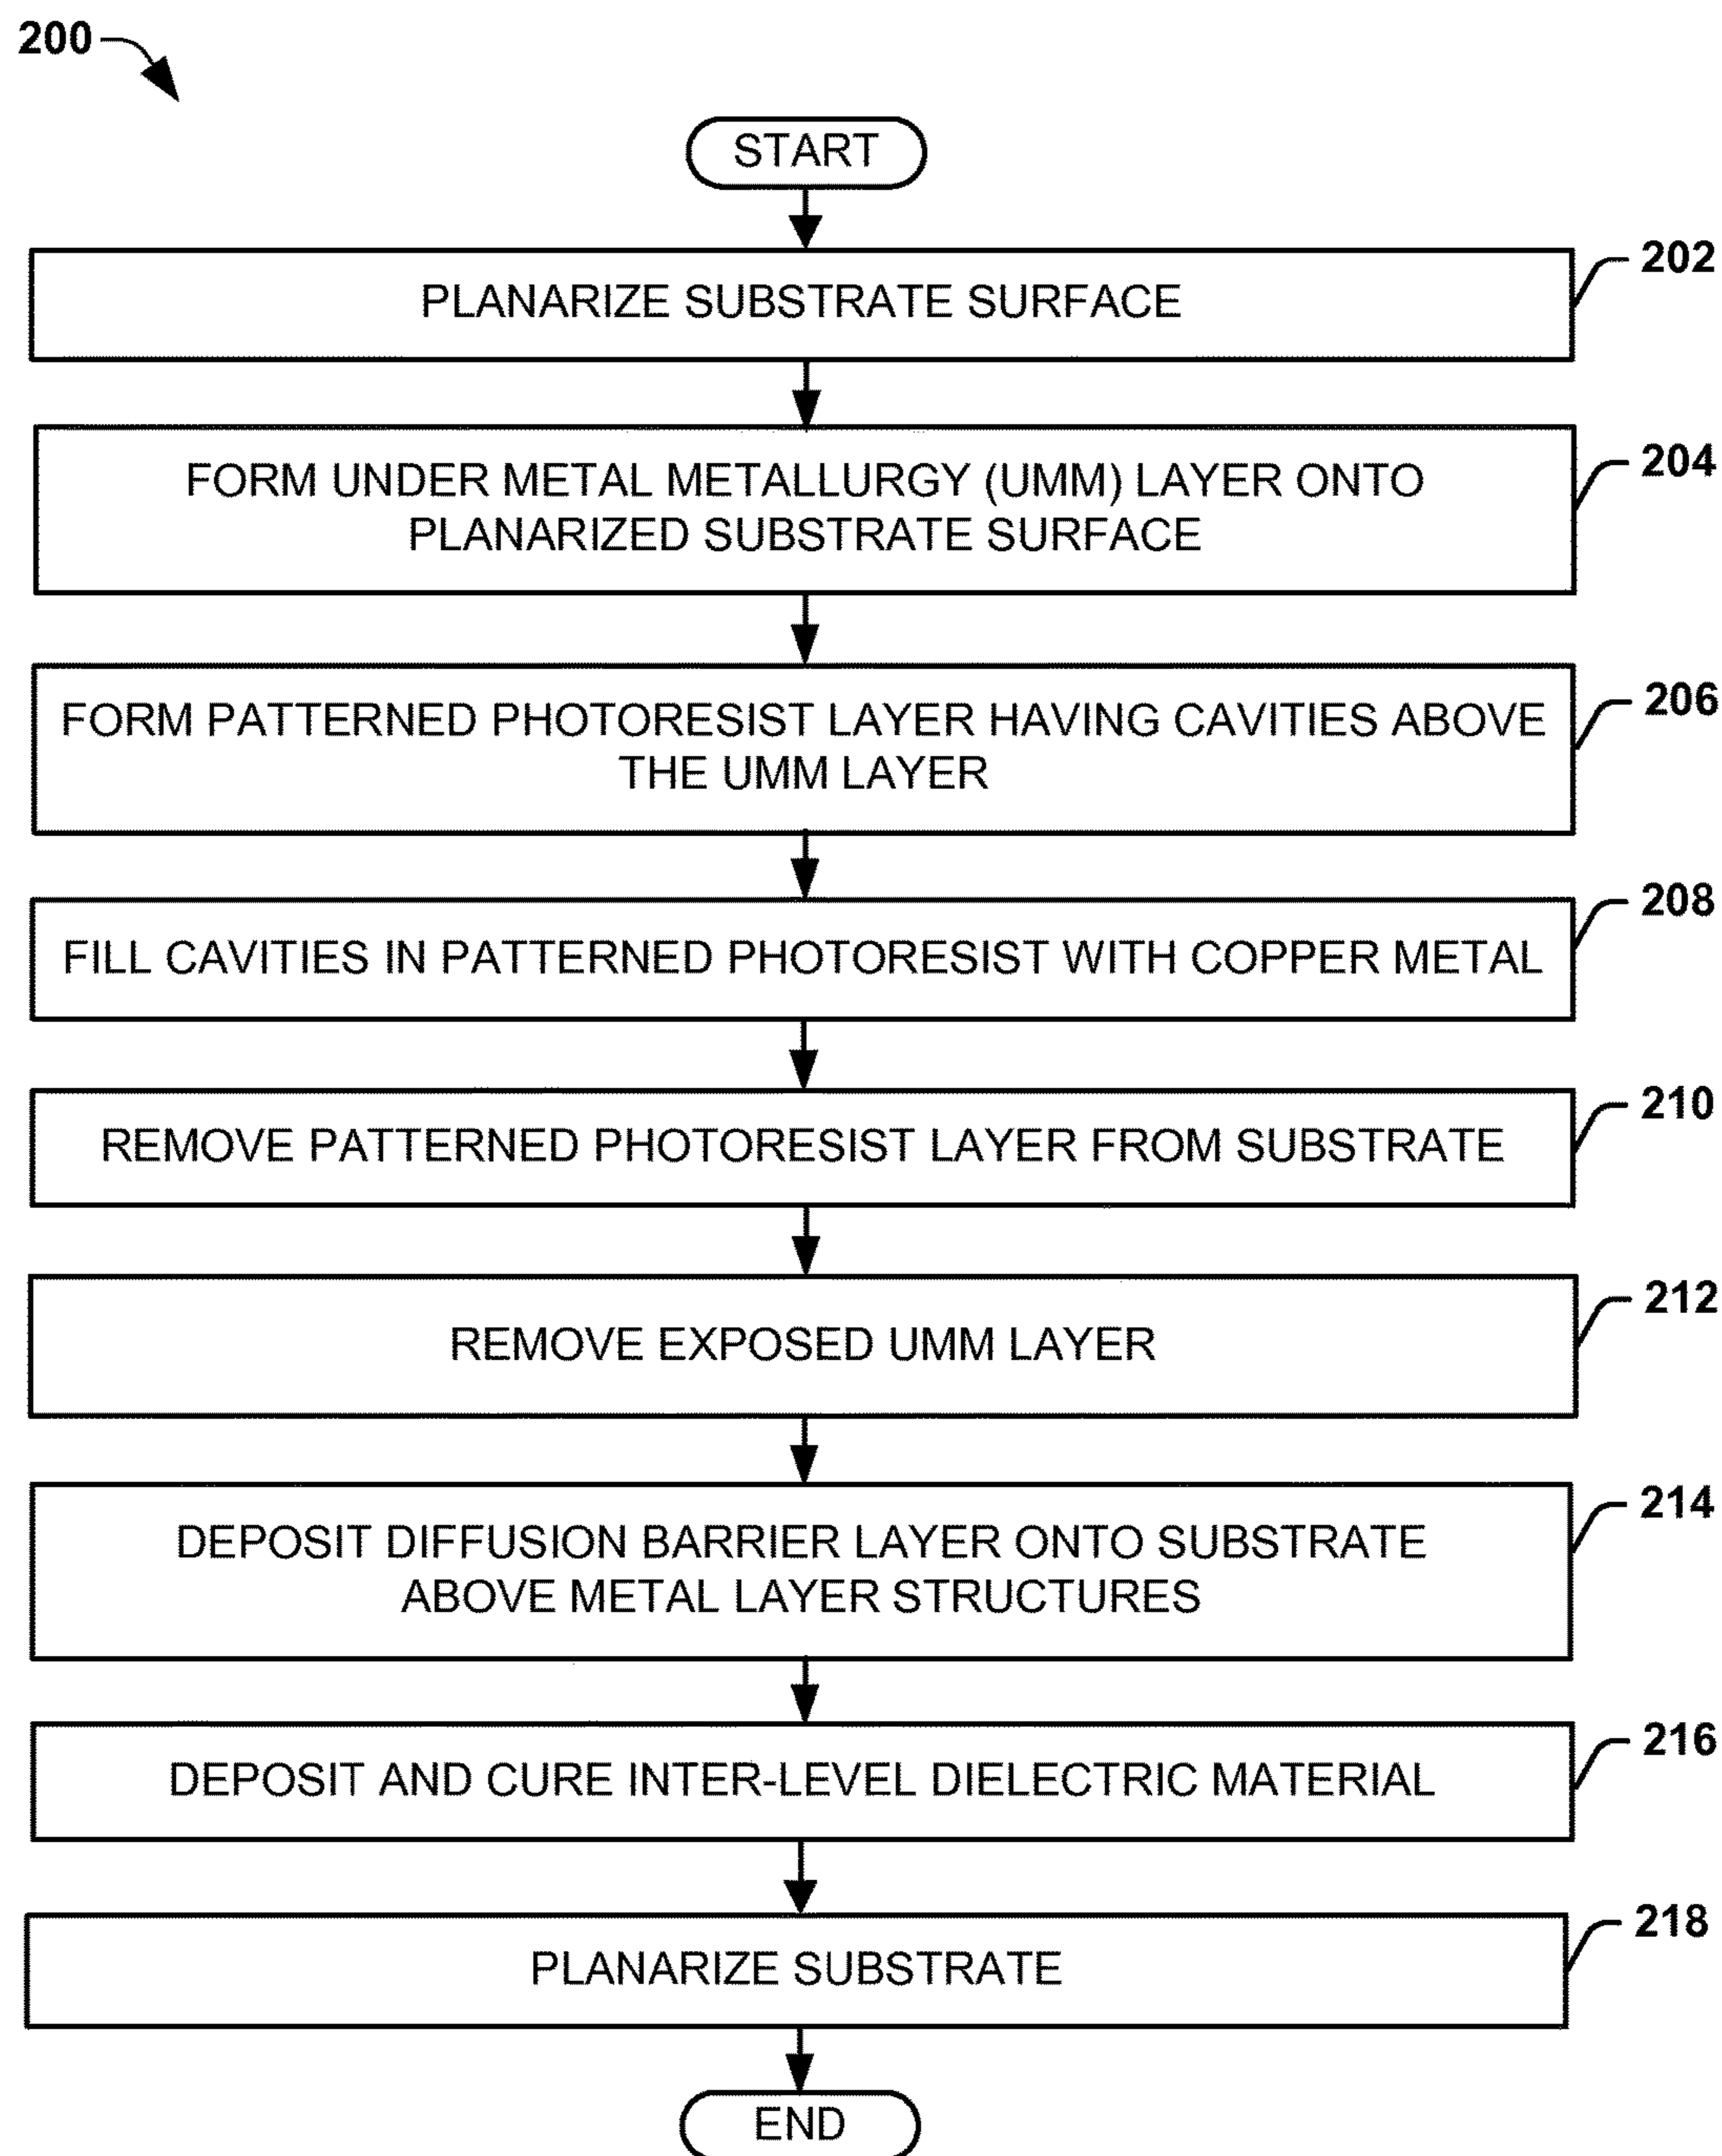 200
START
PLANARIZE SUBSTRATE SURFACE
202
FORM UNDER METAL METALLURGY (UMM) LAYER ONTO
PLANARIZED SUBSTRATE SURFACE
204
FORM PATTERNED PHOTORESIST LAYER HAVING CAVITIES ABOVE
THE UMM LAYER
206
FILL CAVITIES IN PATTERNED PHOTORESIST WITH COPPER METAL
208
REMOVE PATTERNED PHOTORESIST LAYER FROM SUBSTRATE
210
REMOVE EXPOSED UMM LAYER
212
DEPOSIT DIFFUSION BARRIER LAYER ONTO SUBSTRATE
ABOVE METAL LAYER STRUCTURES
214
DEPOSIT AND CURE INTER-LEVEL DIELECTRIC MATERIAL
216
PLANARIZE SUBSTRATE
218
END